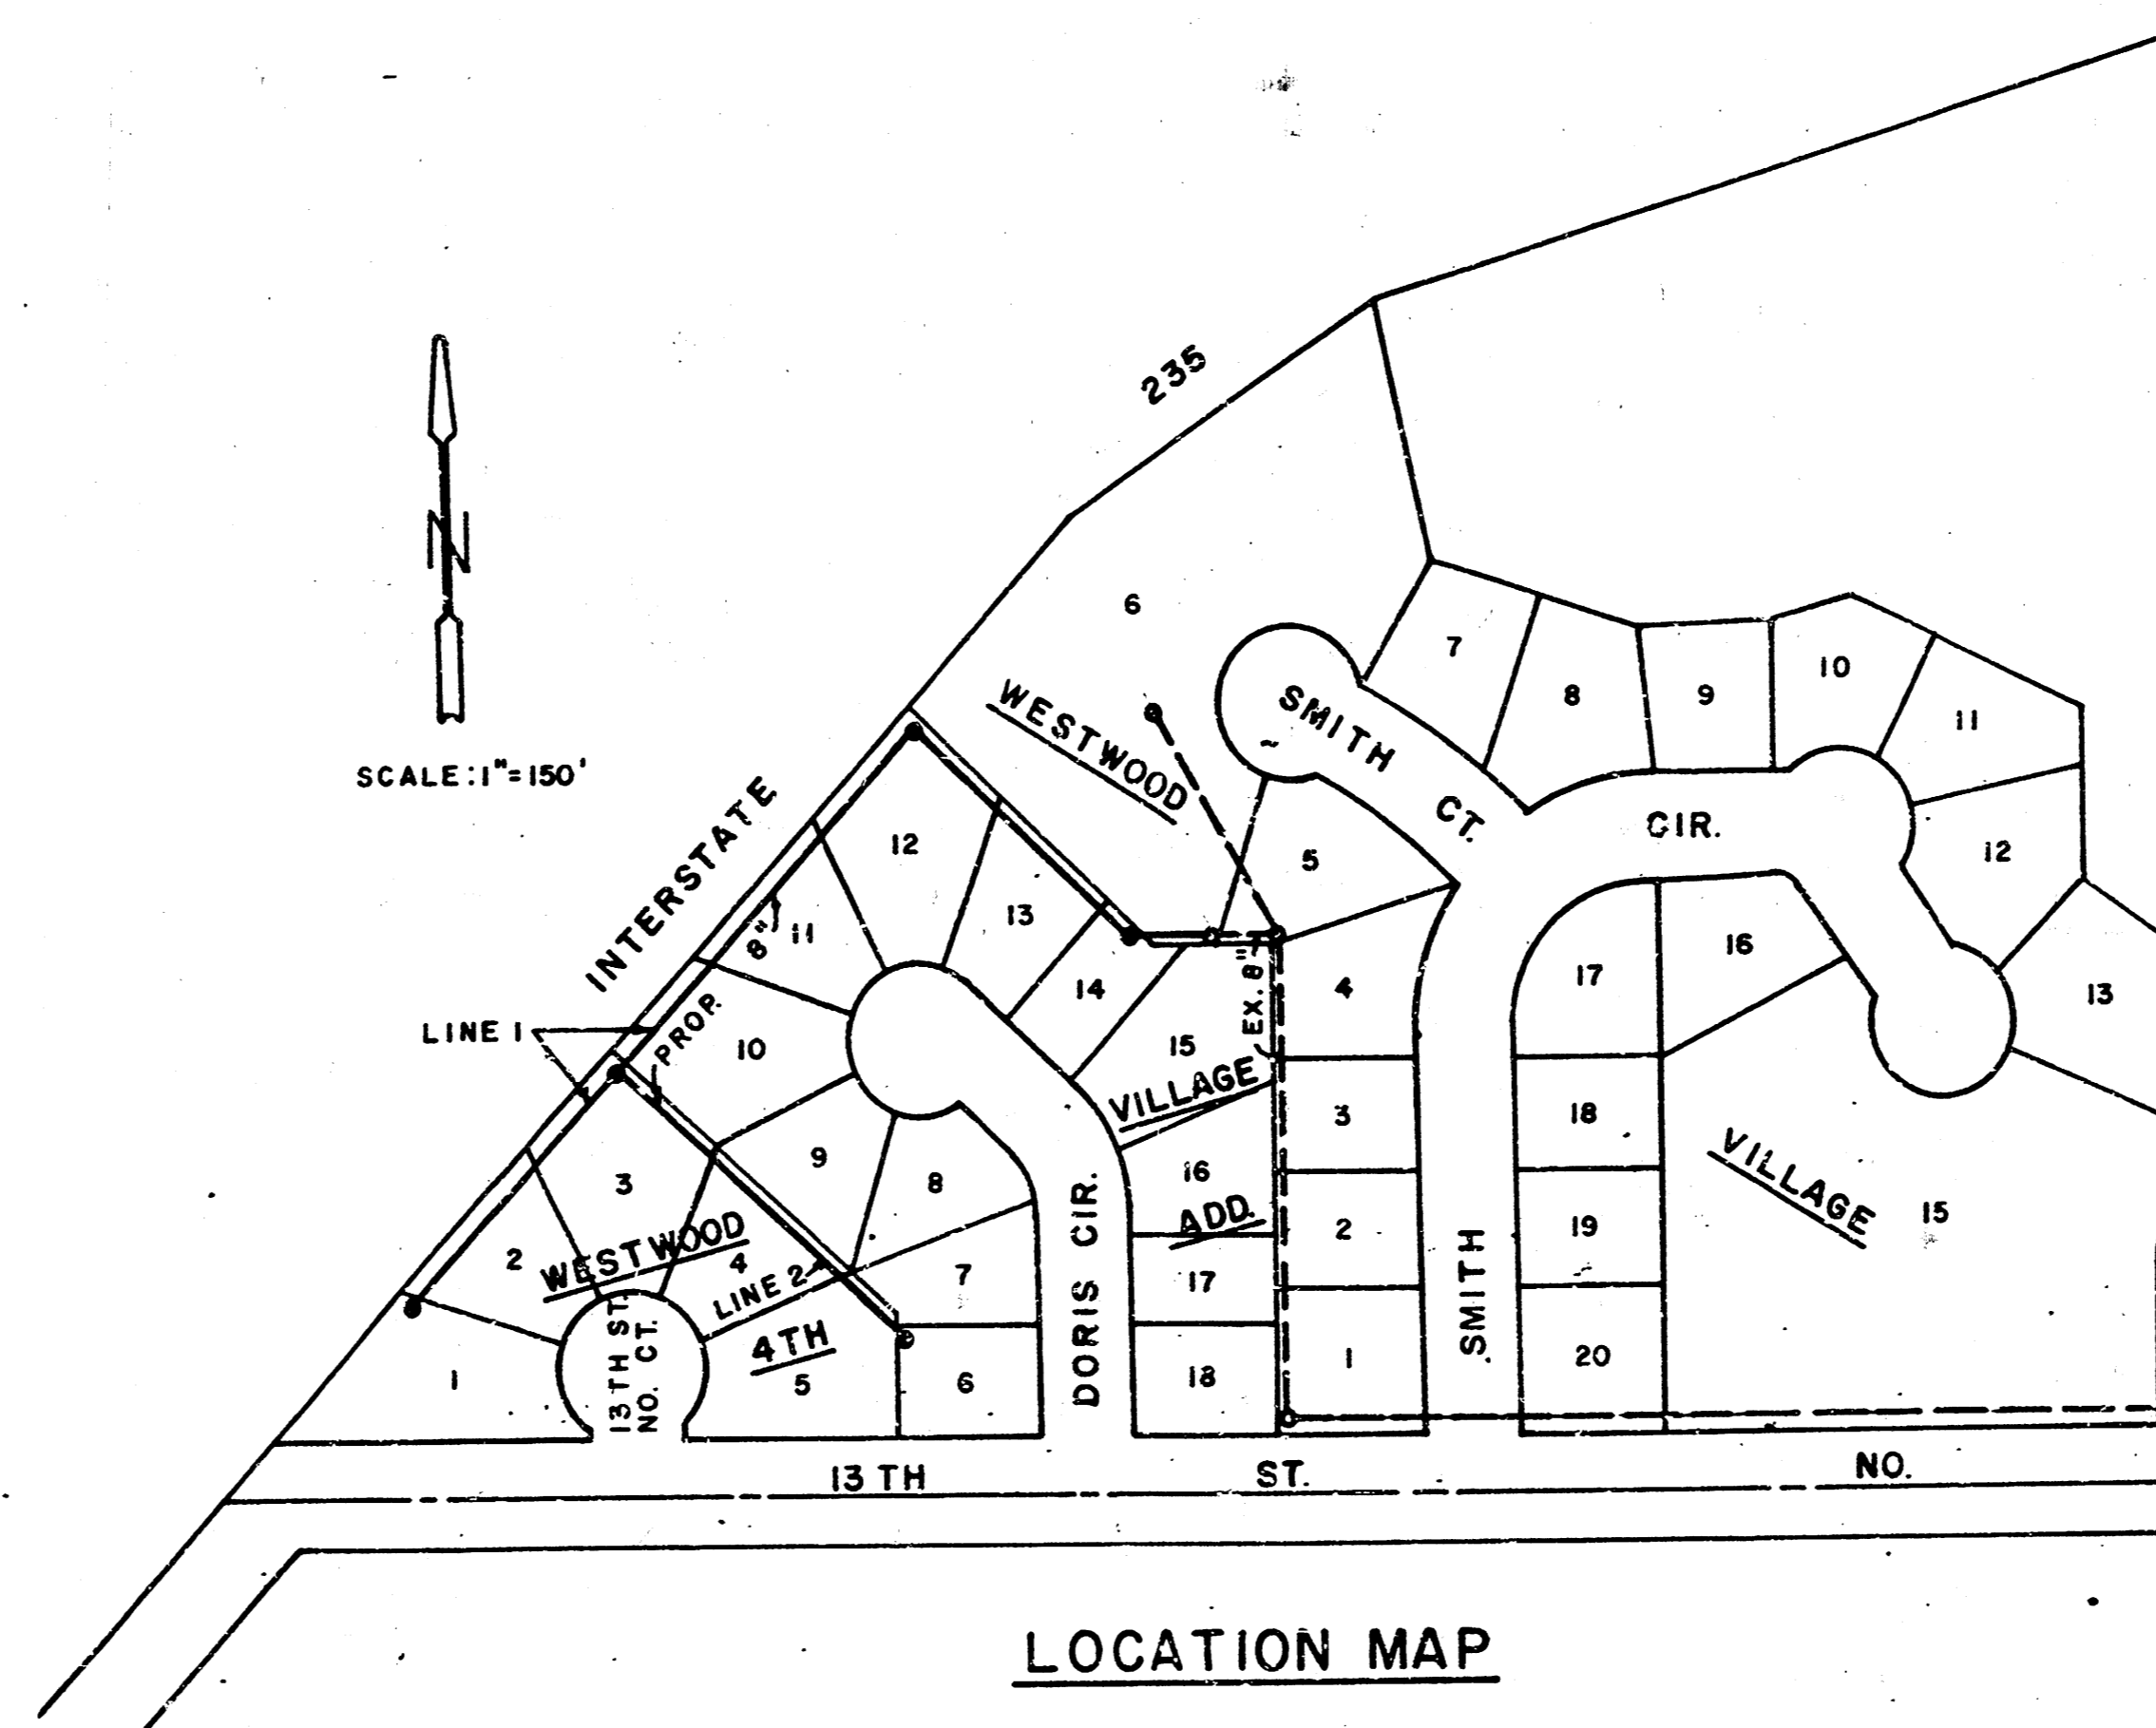 235
N
SCALE: 1"=150'
INTERSTATE
6
WESTWOOD
SMITH
CT.
CIR.
7
8
9
10
11
12
13
5
12
13
11
8"
PROP.
LINE 1
10
14
15
EX. 8"
4
17
16
VILLAGE
3
18
9
8
3
2
WESTWOOD
4
LINE 2
4TH
16
ADD.
2
19
VILLAGE
15
7
17
DORIS CIR.
SMITH
1
13TH ST.
NO. CT.
5
6
18
1
20
13TH ST. NO.
LOCATION MAP